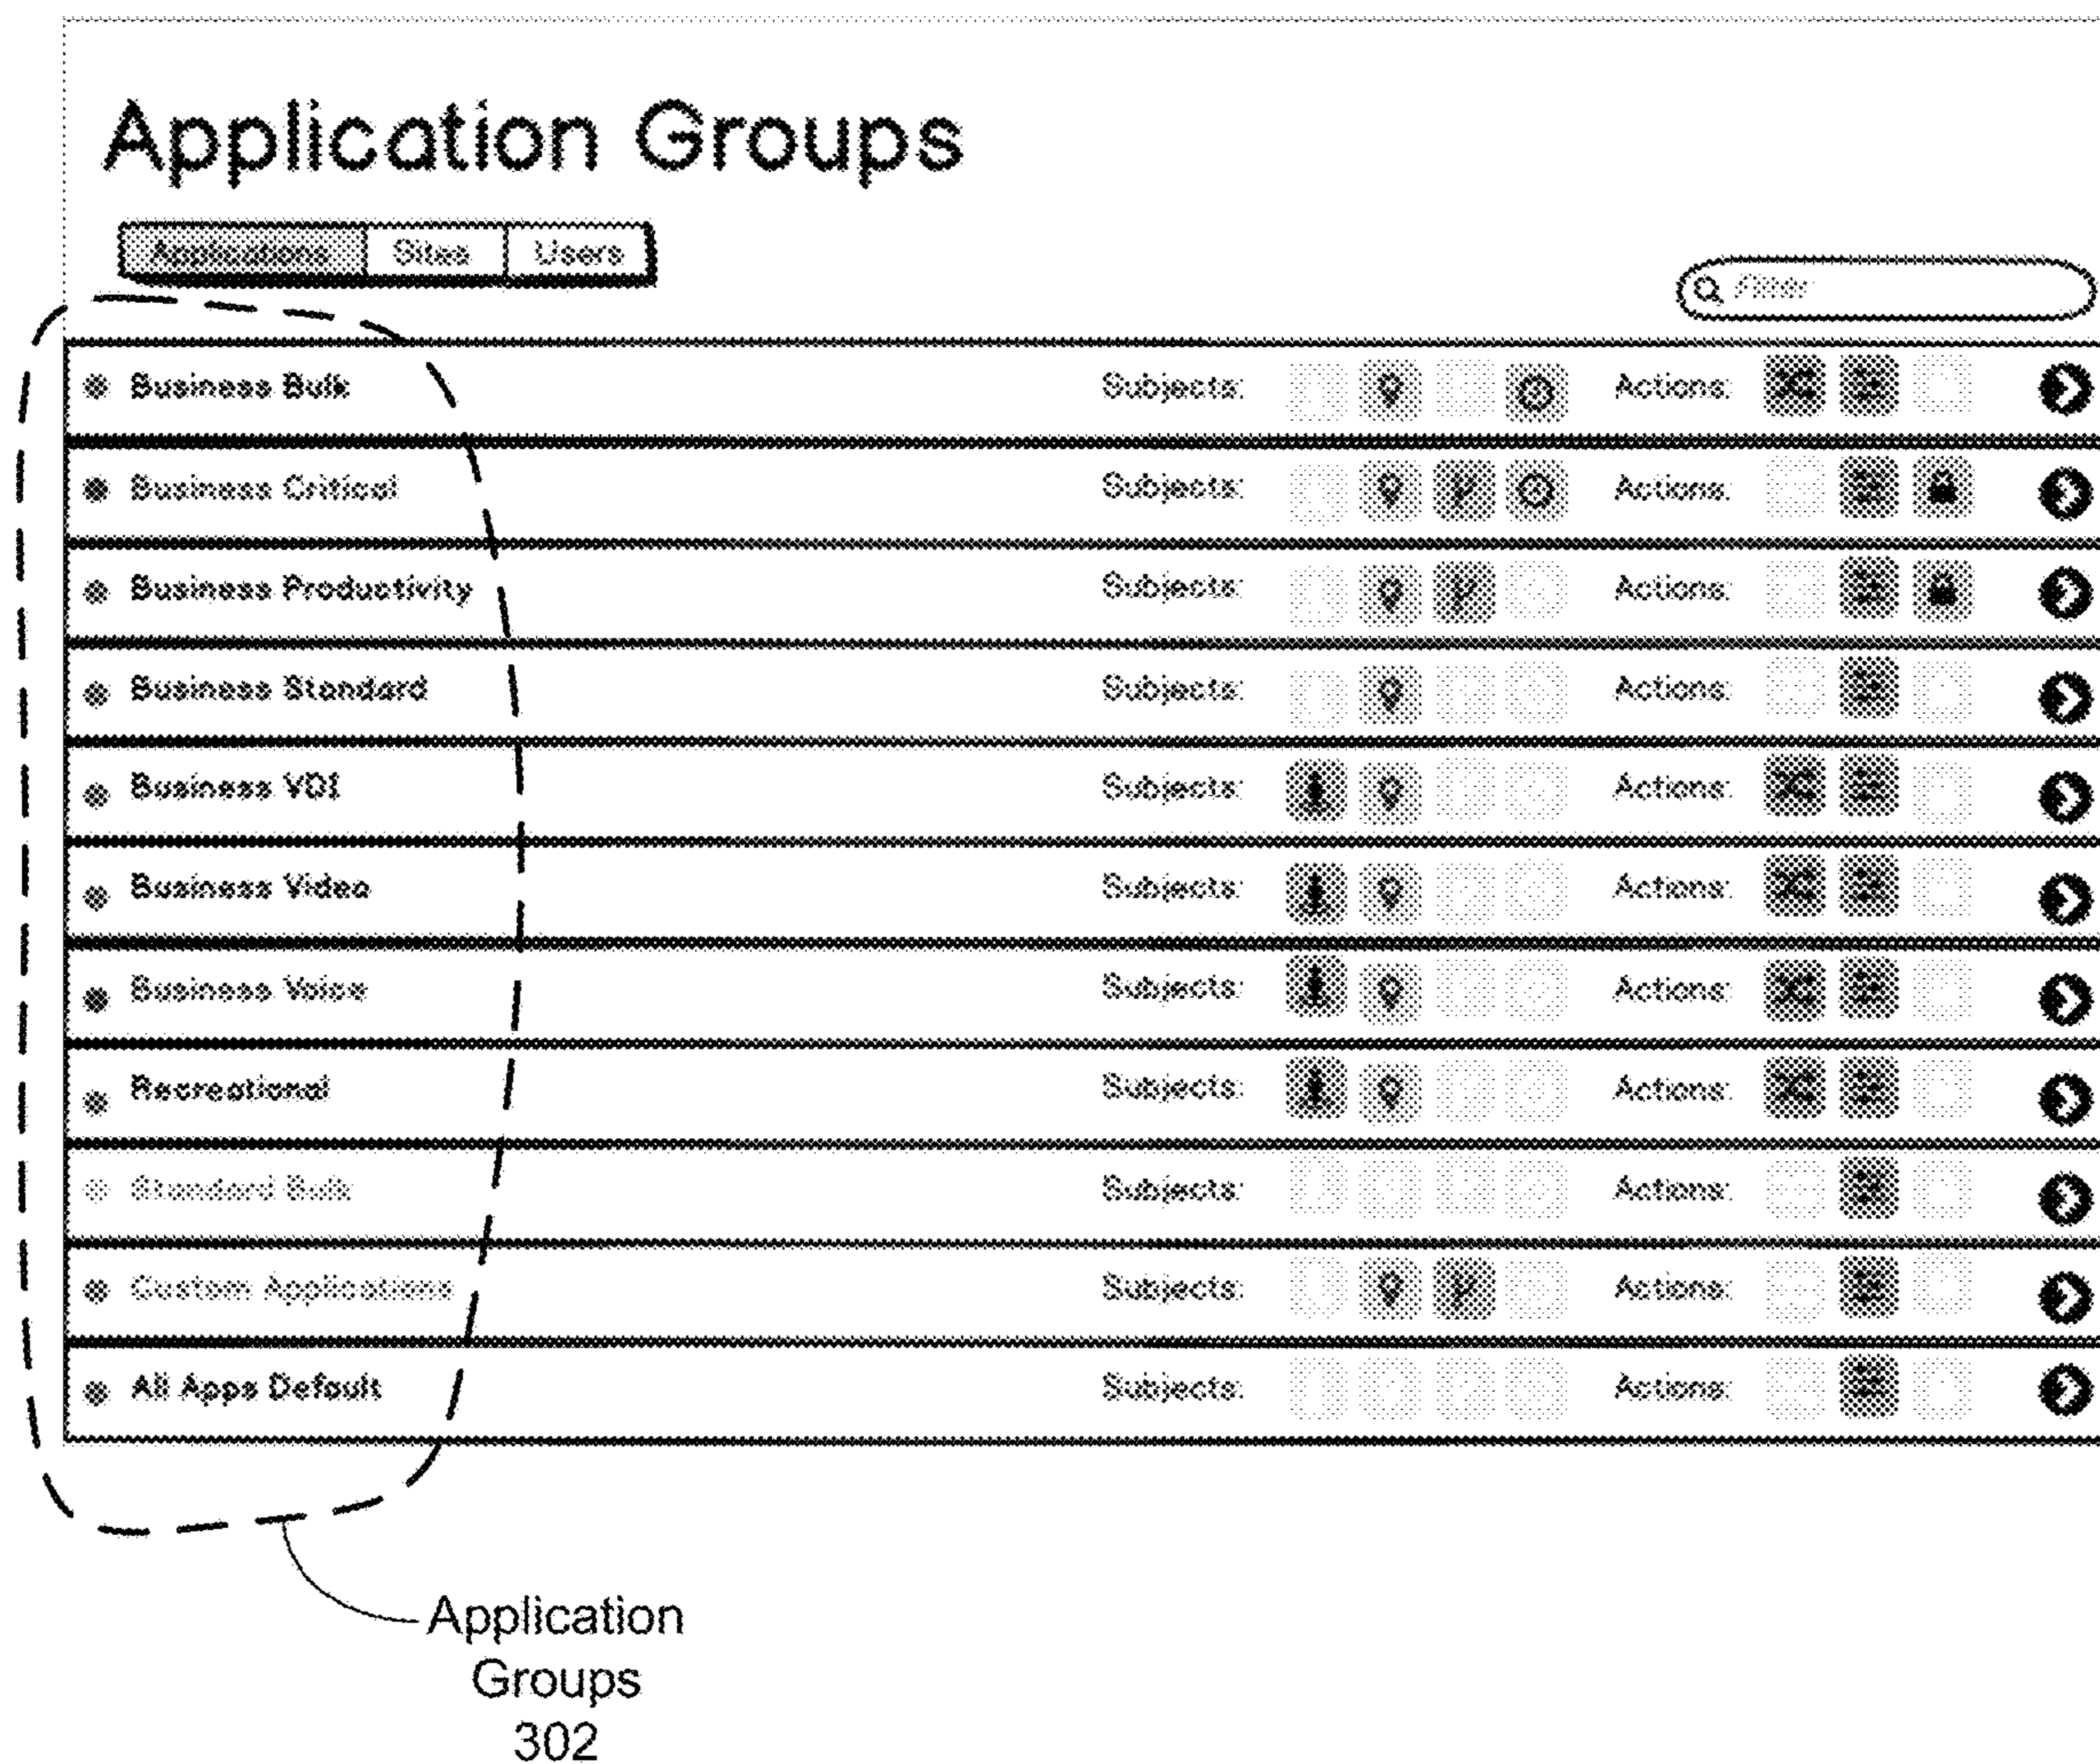 Application Groups
Applications Sites Users
Filter
Business Bulk Subjects: Actions:
Business Critical Subjects: Actions:
Business Productivity Subjects: Actions:
Business Standard Subjects: Actions:
Business VDI Subjects: Actions:
Business Video Subjects: Actions:
Business Voice Subjects: Actions:
Recreational Subjects: Actions:
Standard Bulk Subjects: Actions:
Custom Applications Subjects: Actions:
All Apps Default Subjects: Actions:
Application
Groups
302